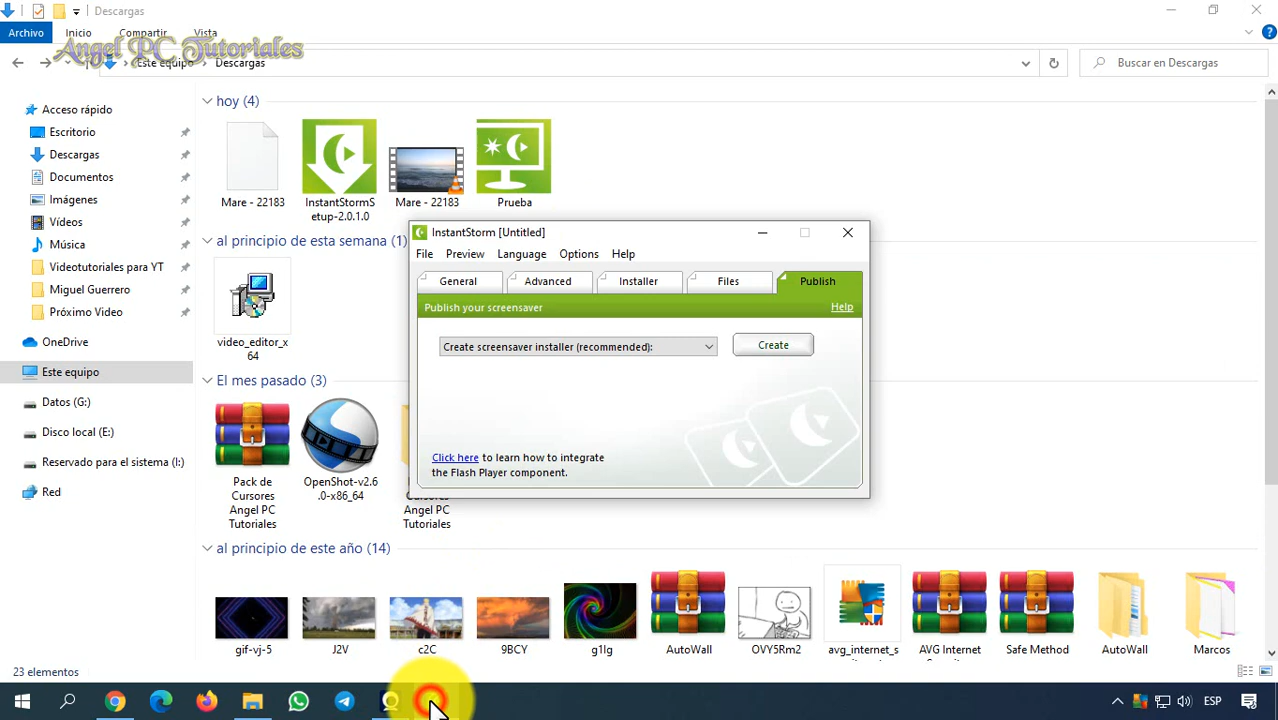 Descargas
Archivo Inicio Compartir Vista
Angel PC Tutoriales
Este equipo Descargas
Buscar en Descargas
Acceso rápido
Escritorio
Descargas
Documentos
Imágenes
Vídeos
Música
Videotutoriales para YT
Miguel Guerrero
Próximo Video
OneDrive
Este equipo
Datos (G:)
Disco local (E:)
Reservado para el sistema (I:)
Red
hoy (4)
Mare - 22183
InstantStormS
etup-2.0.1.0
Mare - 22183
Prueba
al principio de esta semana (1)
video_editor_x
64
El mes pasado (3)
Pack de
Cursores
Angel PC
Tutoriales
OpenShot-v2.6
.0-x86_64
Angel PC
Tutoriales
al principio de este año (14)
gif-vj-5
J2V
c2C
9BCY
g1Ig
AutoWall
OVY5Rm2
avg_internet_s
AVG Internet
Safe Method
AutoWall
Marcos
InstantStorm [Untitled]
File Preview Language Options Help
General Advanced Installer Files Publish
Publish your screensaver
Help
Create screensaver installer (recommended):
Create
Click here to learn how to integrate
the Flash Player component.
23 elementos
ESP